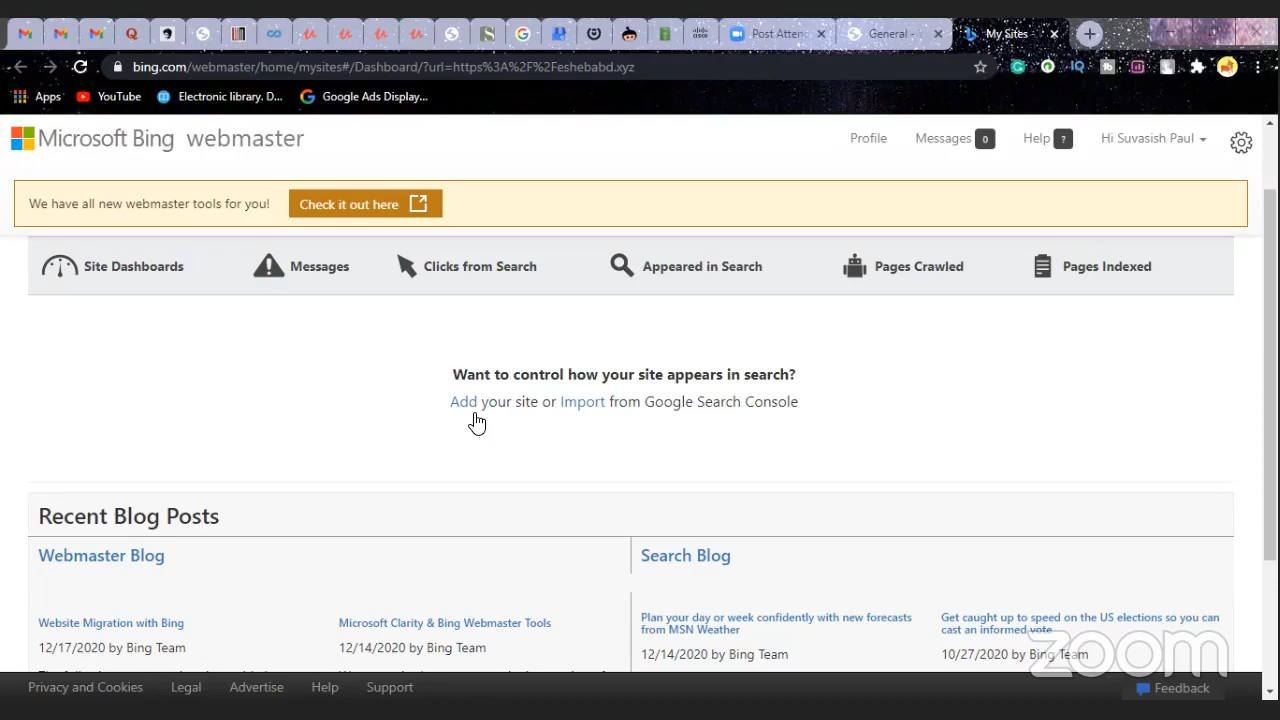 Post Atten
General -
My Sites
bing.com/webmaster/home/mysites#/Dashboard/?url=https%3A%2F%2Feshebabd.xyz
Apps
YouTube
Electronic library. D...
Google Ads Display...
Microsoft Bing webmaster
Profile
Messages 0
Help ?
Hi Suvasish Paul
We have all new webmaster tools for you!
Check it out here
Site Dashboards
Messages
Clicks from Search
Appeared in Search
Pages Crawled
Pages Indexed
Want to control how your site appears in search?
Add your site or Import from Google Search Console
Recent Blog Posts
Webmaster Blog
Search Blog
Website Migration with Bing
12/17/2020 by Bing Team
Microsoft Clarity & Bing Webmaster Tools
12/14/2020 by Bing Team
Plan your day or week confidently with new forecasts
from MSN Weather
12/14/2020 by Bing Team
Get caught up to speed on the US elections so you can
cast an informed vote
10/27/2020 by Bing Team
zoom
Privacy and Cookies
Legal
Advertise
Help
Support
Feedback